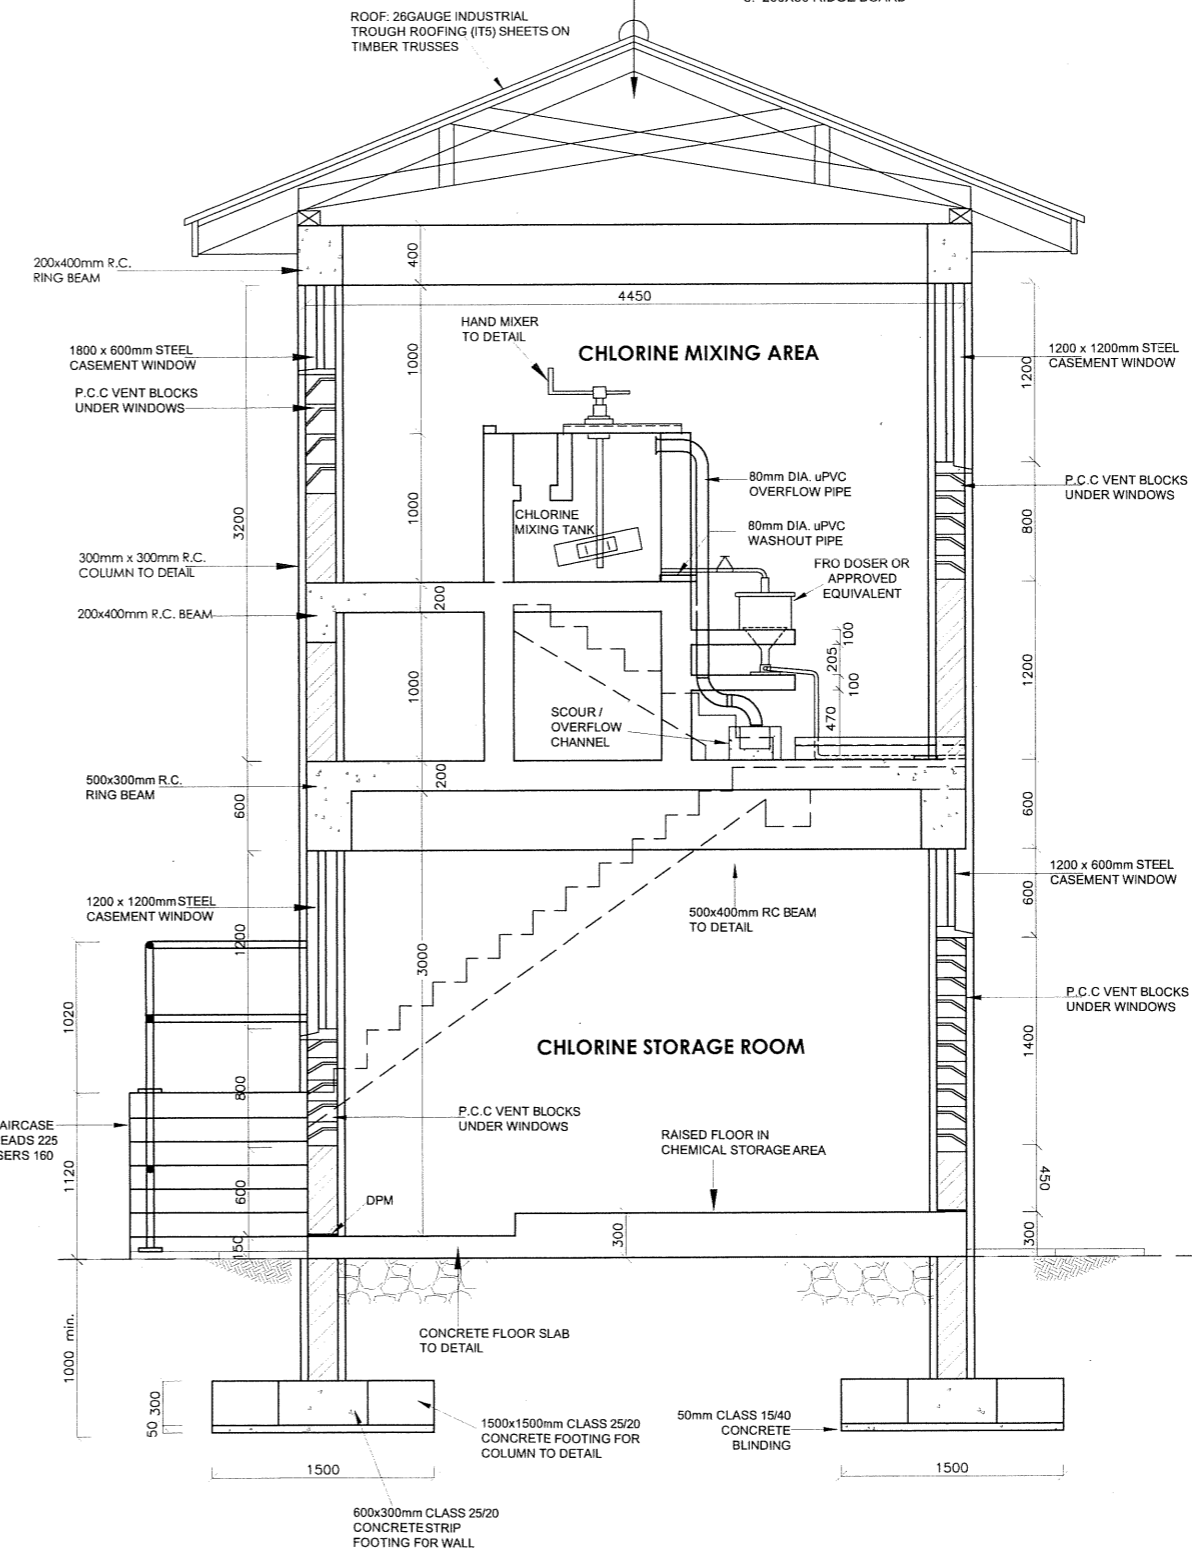 ROOF: 26GAUGE INDUSTRIAL
TROUGH ROOFING (IT5) SHEETS ON
TIMBER TRUSSES
200x400mm R.C.
RING BEAM
400
4450
HAND MIXER
TO DETAIL
CHLORINE MIXING AREA
1800 x 600mm STEEL
CASEMENT WINDOW
1000
1200 x 1200mm STEEL
CASEMENT WINDOW
1200
P.C.C VENT BLOCKS
UNDER WINDOWS
80mm DIA. uPVC
OVERFLOW PIPE
P.C.C VENT BLOCKS
UNDER WINDOWS
3200
1000
CHLORINE
MIXING TANK
80mm DIA. uPVC
WASHOUT PIPE
800
300mm x 300mm R.C.
COLUMN TO DETAIL
FRO DOSER OR
APPROVED
EQUIVALENT
200x400mm R.C. BEAM
200
100
205
100
470
1000
1200
SCOUR /
OVERFLOW
CHANNEL
500x300mm R.C.
RING BEAM
200
600
600
1200 x 600mm STEEL
CASEMENT WINDOW
600
1200 x 1200mm STEEL
CASEMENT WINDOW
500x400mm RC BEAM
TO DETAIL
1200
3000
1020
P.C.C VENT BLOCKS
UNDER WINDOWS
1400
CHLORINE STORAGE ROOM
800
P.C.C VENT BLOCKS
UNDER WINDOWS
AIRCASE
EADS 225
SERS 160
RAISED FLOOR IN
CHEMICAL STORAGE AREA
1120
600
450
DPM
150
300
300
1000 min.
CONCRETE FLOOR SLAB
TO DETAIL
50 300
1500x1500mm CLASS 25/20
CONCRETE FOOTING FOR
COLUMN TO DETAIL
50mm CLASS 15/40
CONCRETE
BLINDING
1500
1500
600x300mm CLASS 25/20
CONCRETE STRIP
FOOTING FOR WALL